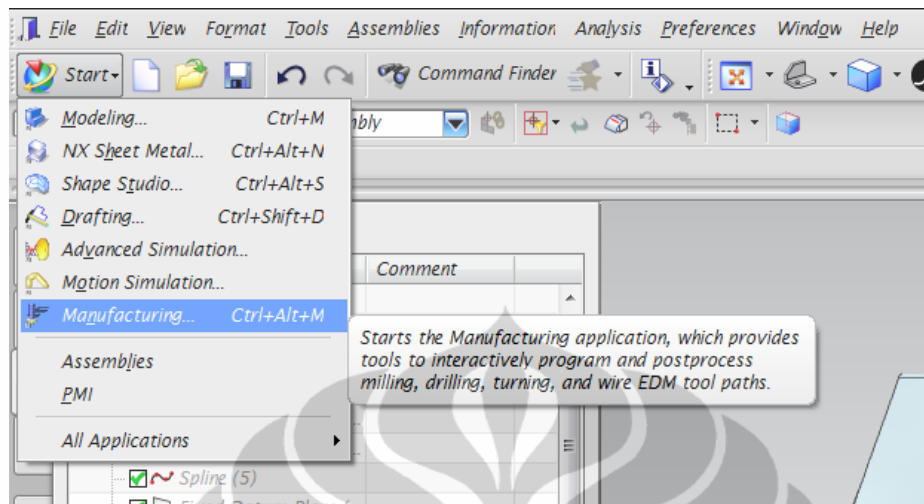 File Edit View Format Tools Assemblies Information Analysis Preferences Window Help
Start Command Finder
Modeling... Ctrl+M
NX Sheet Metal... Ctrl+Alt+N
Shape Studio... Ctrl+Alt+S
Drafting... Ctrl+Shift+D
Advanced Simulation...
Comment
Motion Simulation...
Manufacturing... Ctrl+Alt+M
Starts the Manufacturing application, which provides
tools to interactively program and postprocess
milling, drilling, turning, and wire EDM tool paths.
Assemblies
PMI
All Applications
Spline (5)